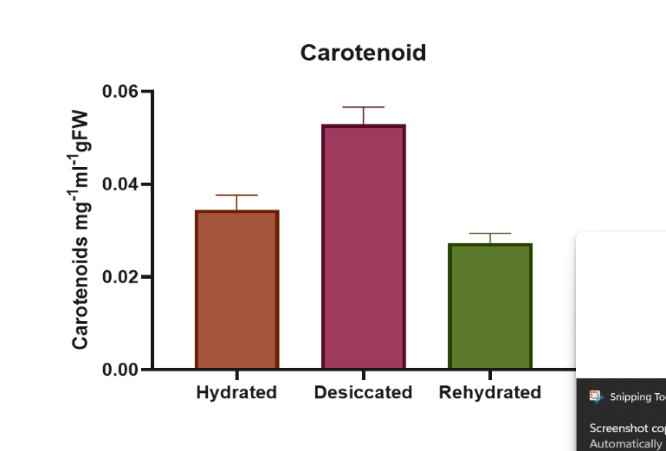 Carotenoid
Carotenoids mg⁻¹ml⁻¹gFW
0.06
0.04
0.02
0.00
Hydrated Desiccated Rehydrated
Snipping To
Screenshot cop
Automatically